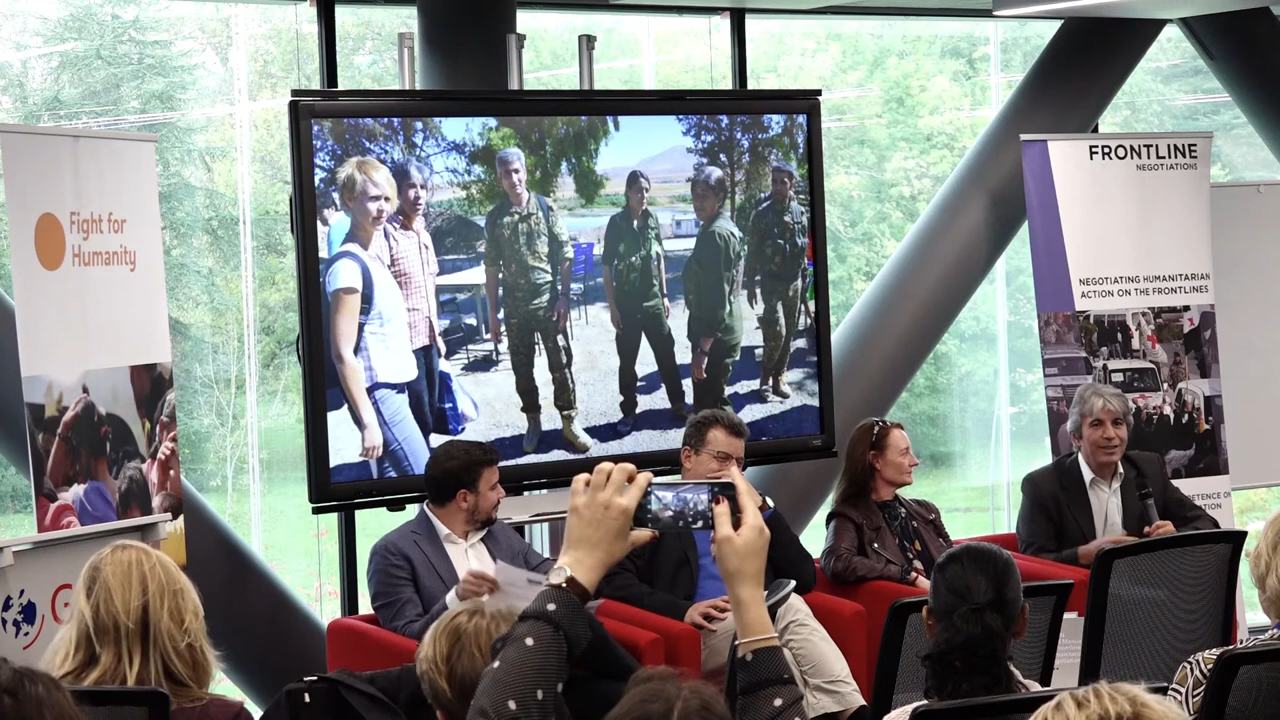 Fight for
Humanity
FRONTLINE
NEGOTIATIONS
NEGOTIATING HUMANITARIAN
ACTION ON THE FRONTLINES